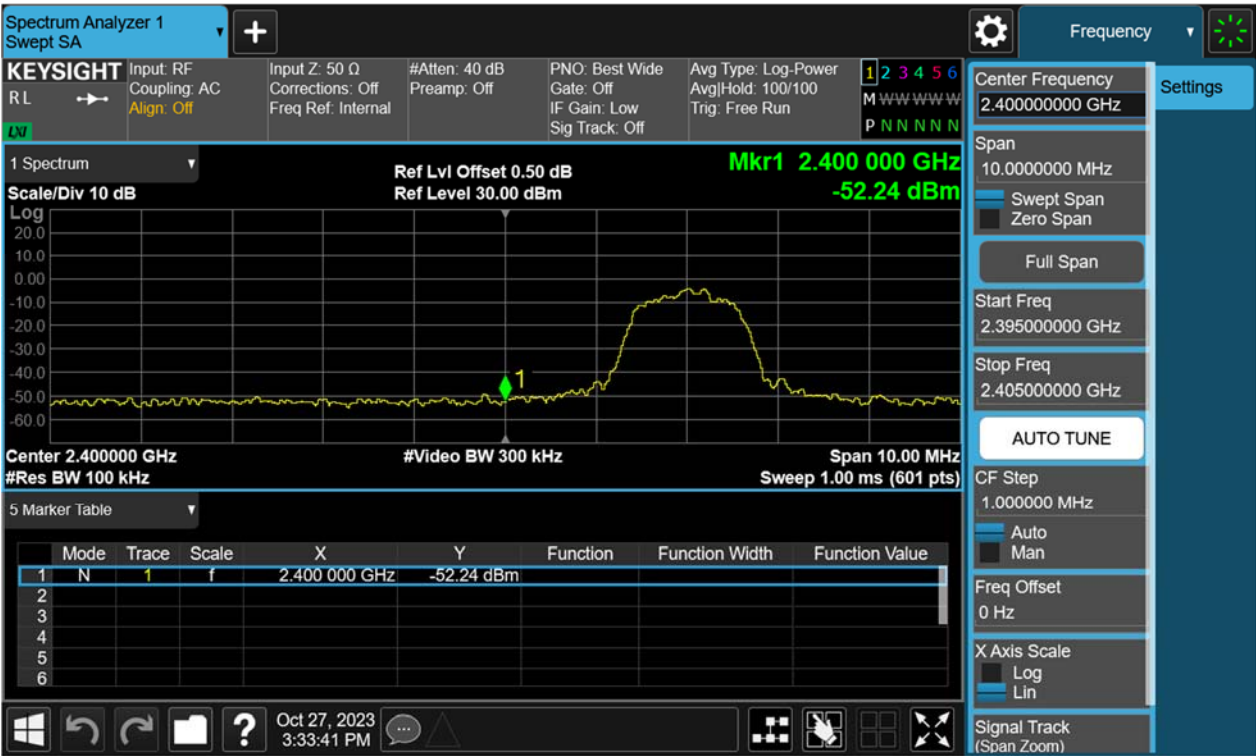 Spectrum Analyzer 1
Swept SA
+
Frequency
KEYSIGHT
R L
LXI
Input: RF
Coupling: AC
Align: Off
Input Z: 50 Ω
Corrections: Off
Freq Ref: Internal
#Atten: 40 dB
Preamp: Off
PNO: Best Wide
Gate: Off
IF Gain: Low
Sig Track: Off
Avg Type: Log-Power
Avg|Hold: 100/100
Trig: Free Run
1 2 3 4 5 6
M W W W W W
P N N N N N
1 Spectrum
Scale/Div 10 dB
Ref Lvl Offset 0.50 dB
Ref Level 30.00 dBm
Mkr1 2.400 000 GHz
-52.24 dBm
Log
20.0
10.0
0.00
-10.0
-20.0
-30.0
-40.0
-50.0
-60.0
1
Center 2.400000 GHz
#Res BW 100 kHz
#Video BW 300 kHz
Span 10.00 MHz
Sweep 1.00 ms (601 pts)
5 Marker Table
Mode Trace Scale X Y Function Function Width Function Value
1 N 1 f 2.400 000 GHz -52.24 dBm
2
3
4
5
6
?
Oct 27, 2023
3:33:41 PM
Center Frequency
2.400000000 GHz
Settings
Span
10.0000000 MHz
Swept Span
Zero Span
Full Span
Start Freq
2.395000000 GHz
Stop Freq
2.405000000 GHz
AUTO TUNE
CF Step
1.000000 MHz
Auto
Man
Freq Offset
0 Hz
X Axis Scale
Log
Lin
Signal Track
(Span Zoom)